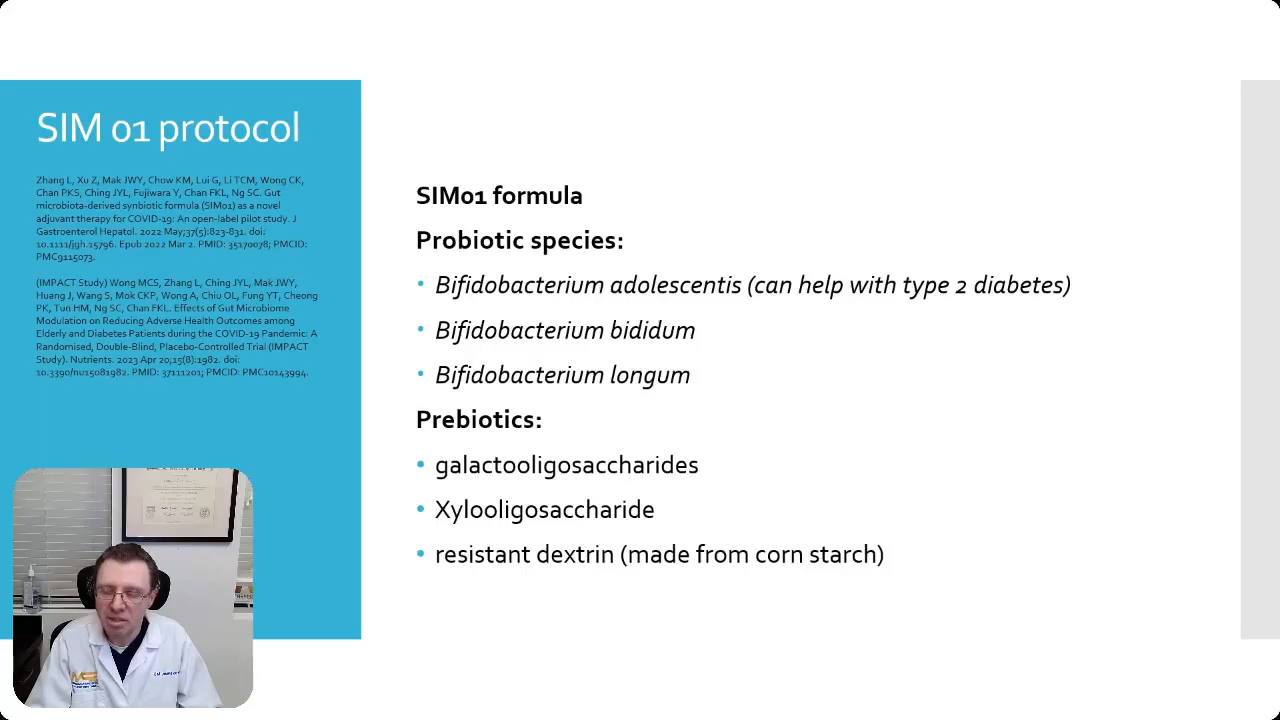 SIM 01 protocol
Zhang L, Xu Z, Mak JWY, Chow KM, Lui G, Li TCM, Wong CK,
Chan PKS, Ching JYL, Fujiwara Y, Chan FKL, Ng SC. Gut
microbiota-derived synbiotic formula (SIM01) as a novel
adjuvant therapy for COVID-19: An open-label pilot study. J
Gastroenterol Hepatol. 2022 May;37(5):823-831. doi:
10.1111/jgh.15796. Epub 2022 Mar 2. PMID: 35170078; PMCID:
PMC9115073.
(IMPACT Study) Wong MCS, Zhang L, Ching JYL, Mak JWY,
Huang J, Wang S, Mok CKP, Wong A, Chiu OL, Fung YT, Cheong
PK, Tun HM, Ng SC, Chan FKL. Effects of Gut Microbiome
Modulation on Reducing Adverse Health Outcomes among
Elderly and Diabetes Patients during the COVID-19 Pandemic: A
Randomised, Double-Blind, Placebo-Controlled Trial (IMPACT
Study). Nutrients. 2023 Apr 20;15(8):1982. doi:
10.3390/nu15081982. PMID: 37111201; PMCID: PMC10143994.
SIM01 formula
Probiotic species:
• Bifidobacterium adolescentis (can help with type 2 diabetes)
• Bifidobacterium bididum
• Bifidobacterium longum
Prebiotics:
• galactooligosaccharides
• Xylooligosaccharide
• resistant dextrin (made from corn starch)